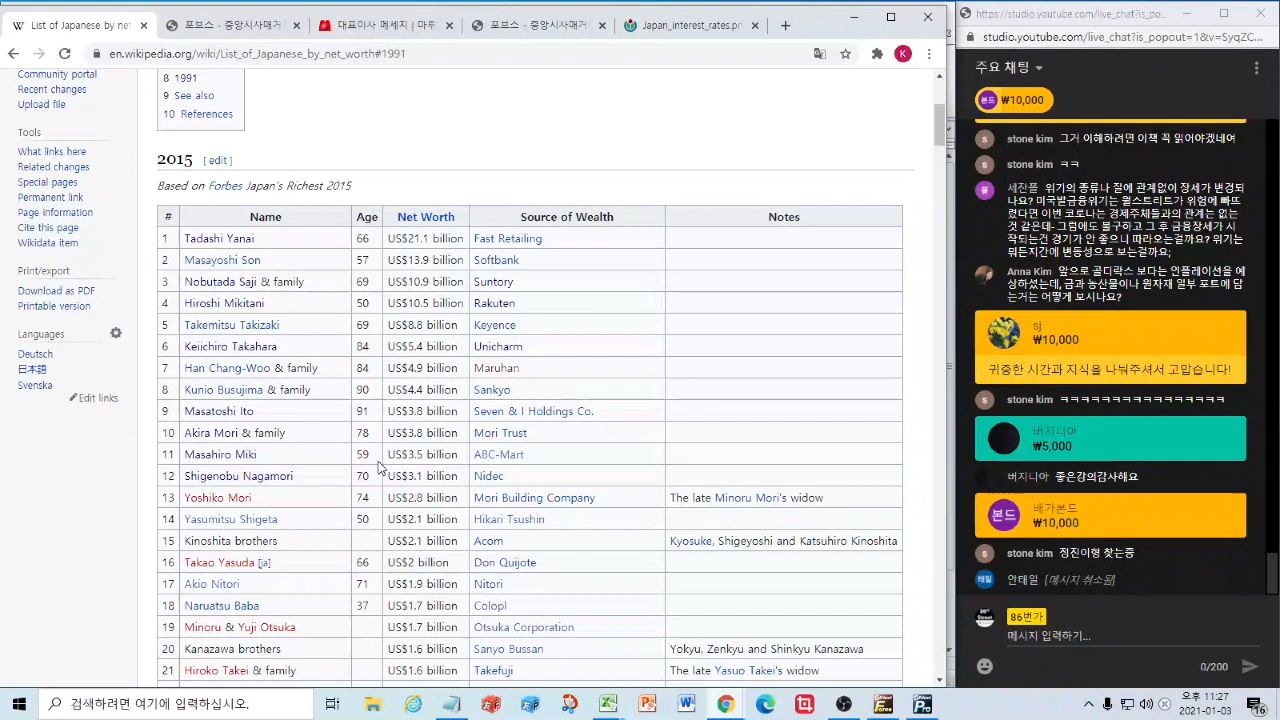 List of Japanese by net wo
포브스 - 중앙시사매거
표미사 아버지 | 더위키
포브스 - 중앙시사매거
Japan_interest_rates.pn
en.wikipedia.org/wiki/List_of_Japanese_by_net_worth#1991
K
Community portal
Recent changes
Upload file
Tools
What links here
Related changes
Special pages
Permanent link
Page information
Cite this page
Wikidata item
Print/export
Download as PDF
Printable version
Languages
Deutsch
日本語
Svenska
Edit links
8 1991
9 See also
10 References
2015 [ edit ]
Based on Forbes Japan's Richest 2015
# Name Age Net Worth Source of Wealth Notes
1 Tadashi Yanai 66 US$21.1 billion Fast Retailing
2 Masayoshi Son 57 US$13.9 billion Softbank
3 Nobutada Saji & family 69 US$10.9 billion Suntory
4 Hiroshi Mikitani 50 US$10.5 billion Rakuten
5 Takemitsu Takizaki 69 US$8.8 billion Keyence
6 Keiichiro Takahara 84 US$5.4 billion Unicharm
7 Han Chang-Woo & family 84 US$4.9 billion Maruhan
8 Kunio Busujima & family 90 US$4.4 billion Sankyo
9 Masatoshi Ito 91 US$3.8 billion Seven & I Holdings Co.
10 Akira Mori & family 78 US$3.8 billion Mori Trust
11 Masahiro Miki 59 US$3.5 billion ABC-Mart
12 Shigenobu Nagamori 70 US$3.1 billion Nidec
13 Yoshiko Mori 74 US$2.8 billion Mori Building Company The late Minoru Mori's widow
14 Yasumitsu Shigeta 50 US$2.1 billion Hikari Tsushin
15 Kinoshita brothers US$2.1 billion Acom Kyosuke, Shigeyoshi and Katsuhiro Kinoshita
16 Takao Yasuda [ja] 66 US$2 billion Don Quijote
17 Akio Nitori 71 US$1.9 billion Nitori
18 Naruatsu Baba 37 US$1.7 billion Colopl
19 Minoru & Yuji Otsuka US$1.7 billion Otsuka Corporation
20 Kanazawa brothers US$1.6 billion Sanyo Bussan Yokyu, Zenkyu and Shinkyu Kanazawa
21 Hiroko Takei & family US$1.6 billion Takefuji The late Yasuo Takei's widow
https://studio.youtube.com/live_chat?is_po...
studio.youtube.com/live_chat?is_popout=1&v=SyqZC...
주요 채팅
본드 ₩10,000
s stone kim 그거 이해하려면 이책 꼭 읽어야겠네여
s stone kim ㅋㅋ
세잔풀 위기의 종류나 질에 관계없이 장세가 변경되
나요? 미국발금융위기는 월스트리트가 위험에 빠뜨
렸다면 이번 코로나는 경제주체들과의 관계는 없는
것 같은데- 그럼에도 불구하고 그 후 금융장세가 시
작되는건 경기가 안 좋으니 따라오는걸까요? 위기는
뭐든지간에 변동성으로 보는걸까요;
Anna Kim 앞으로 골디락스 보다는 인플레이션을 예
상하셨는데, 금과 농산물이나 원자재 일부 포트에 담
는거는 어떻게 보시나요?
sj
₩10,000
귀중한 시간과 지식을 나눠주셔서 고맙습니다!
s stone kim ㅋㅋㅋㅋㅋㅋㅋㅋㅋㅋㅋㅋㅋㅋㅋㅋ
버지니아
₩5,000
버지니아 좋은강의감사해요
본드 배가본드
₩10,000
s stone kim 정진이형 찾는중
태일 안태일 [메시지 취소됨]
86번가
메시지 입력하기...
0/200
검색하려면 여기에 입력하십시오.
오후 11:27
2021-01-03
16